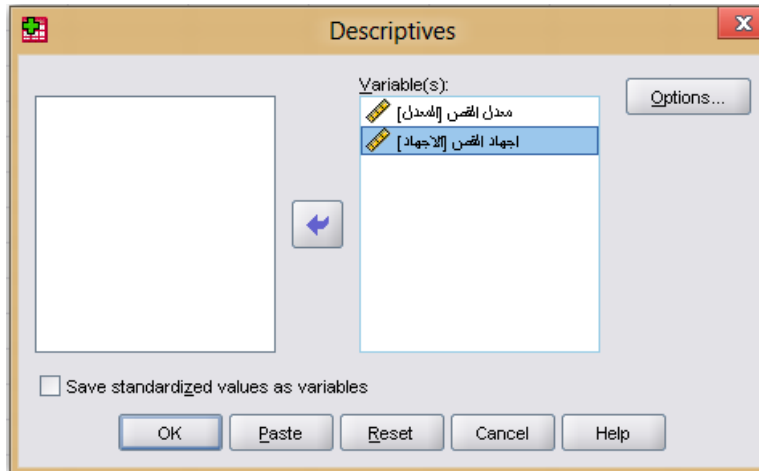 Descriptives
Variable(s):
معدل القص [المعدل]
اجهاد القص [الاجهاد]
Options...
Save standardized values as variables
OK
Paste
Reset
Cancel
Help